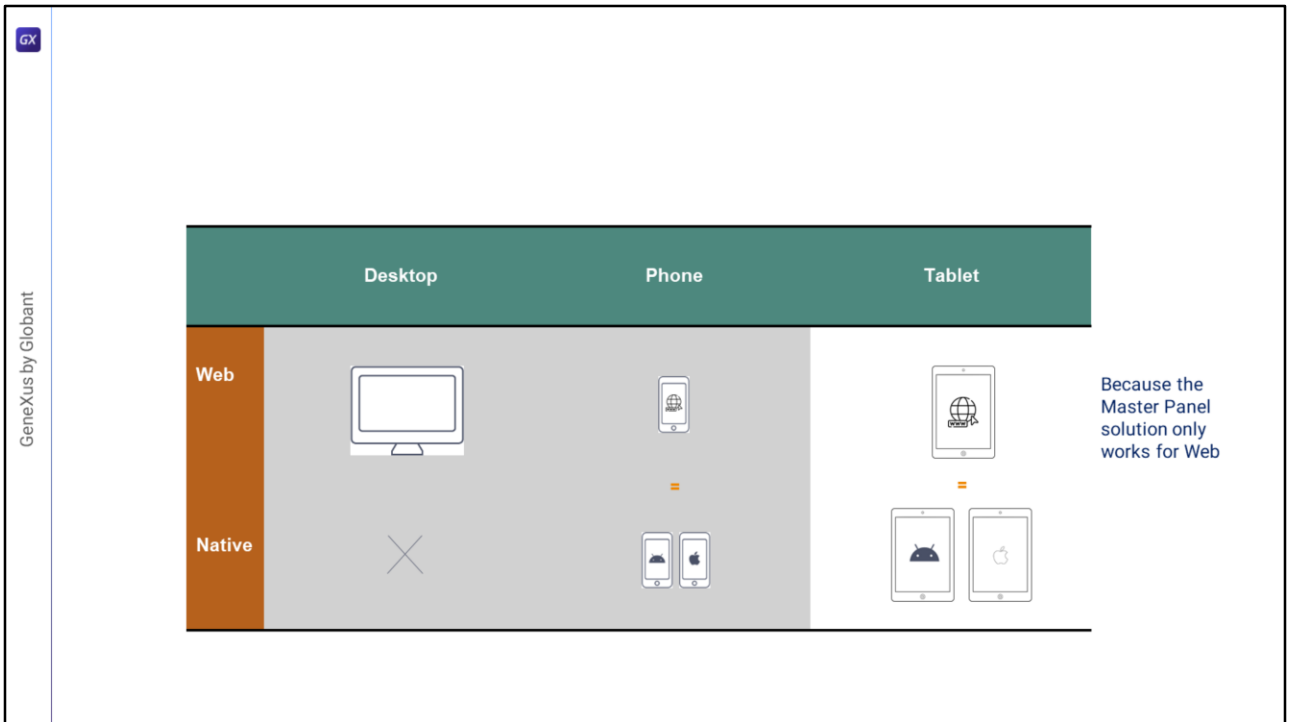 GX
GeneXus by Globant
Desktop
Phone
Tablet
Web
Because the
Master Panel
solution only
works for Web
=
=
Native